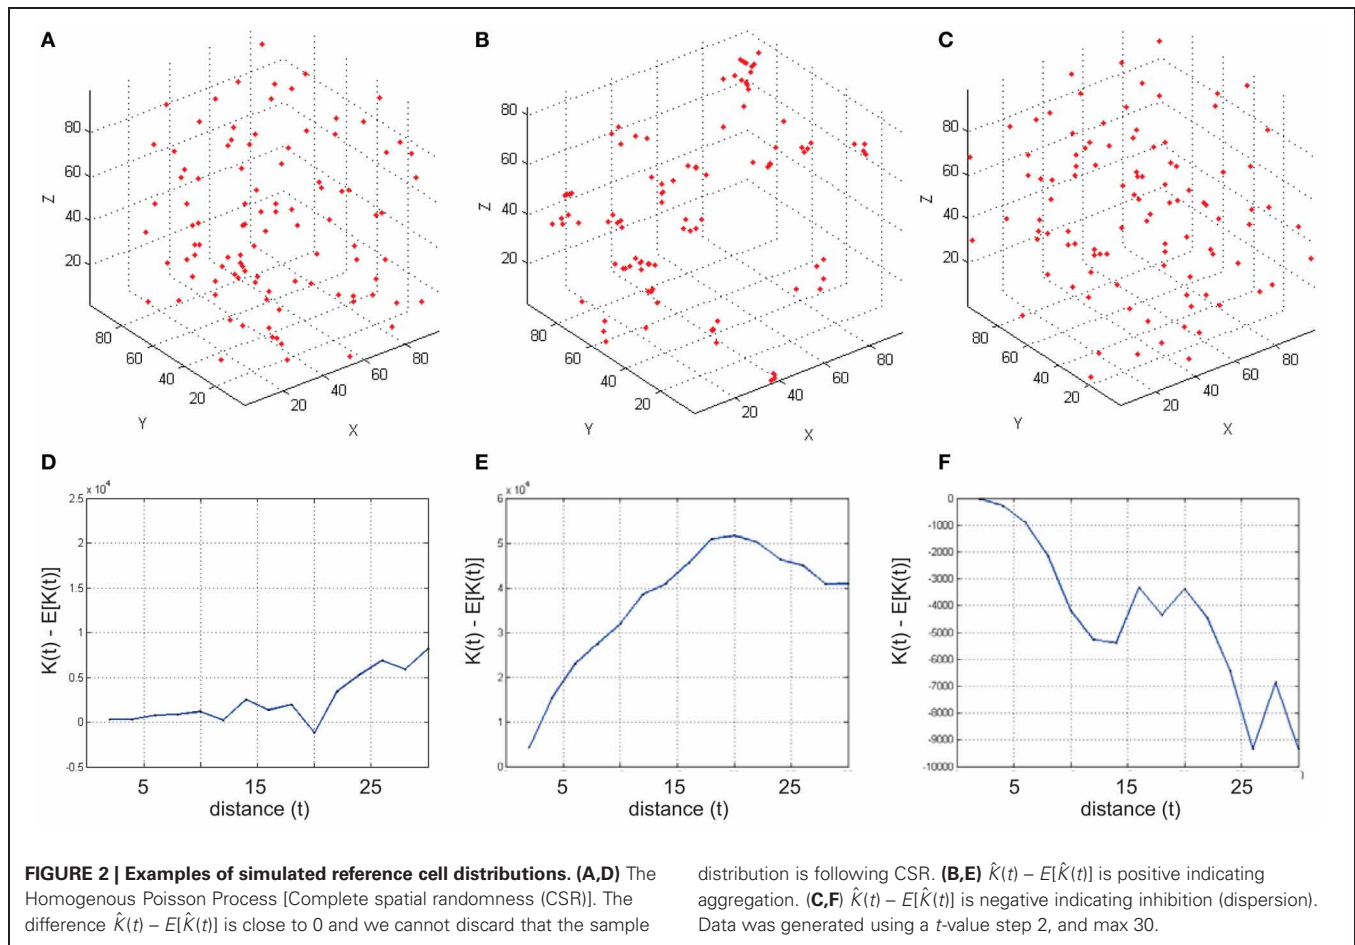 A
B
C
80
60
40
20
Z
80
60
40
20
Y
20
40
60
80
X
80
60
40
20
Z
80
60
40
20
Y
20
40
60
80
X
80
60
40
20
Z
80
60
40
20
Y
20
40
60
80
X
D
E
F
x 10⁴
2.5
2
1.5
1
0.5
0
-0.5
K(t) - E[K(t)]
5 15 25
distance (t)
x 10⁴
6
5
4
3
2
1
0
K(t) - E[K(t)]
5 15 25
distance (t)
0
-1000
-2000
-3000
-4000
-5000
-6000
-7000
-8000
-9000
-10000
K(t) - E[K(t)]
5 15 25
distance (t)
FIGURE 2 | Examples of simulated reference cell distributions. (A,D) The
Homogenous Poisson Process [Complete spatial randomness (CSR)]. The
difference K̂(t) – E[K̂(t)] is close to 0 and we cannot discard that the sample
distribution is following CSR. (B,E) K̂(t) – E[K̂(t)] is positive indicating
aggregation. (C,F) K̂(t) – E[K̂(t)] is negative indicating inhibition (dispersion).
Data was generated using a t-value step 2, and max 30.